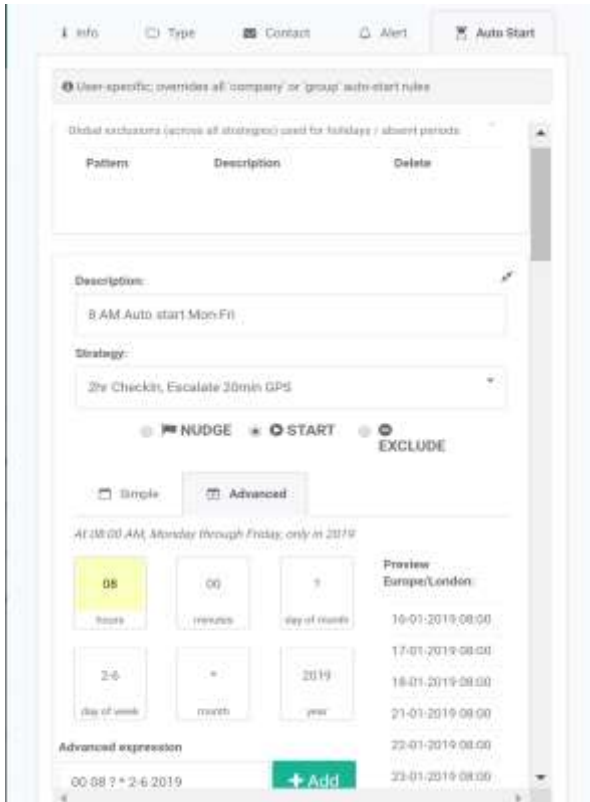 Info Type Contact Alert Auto Start
User-specific; overrides all 'company' or 'group' auto-start rules
Global exclusions (across all strategies) used for holidays / absent periods
Pattern Description Delete
Description:
8 AM Auto start Mon-Fri
Strategy:
2hr Checkin, Escalate 20min GPS
NUDGE START EXCLUDE
Simple Advanced
At 08:00 AM, Monday through Friday, only in 2019
08 00 ?
hours minutes day of month
2-6 * 2019
day of week month year
Preview
Europe/London:
16-01-2019 08:00
17-01-2019 08:00
18-01-2019 08:00
21-01-2019 08:00
22-01-2019 08:00
23-01-2019 08:00
Advanced expression
00 08 ? * 2-6 2019
+ Add